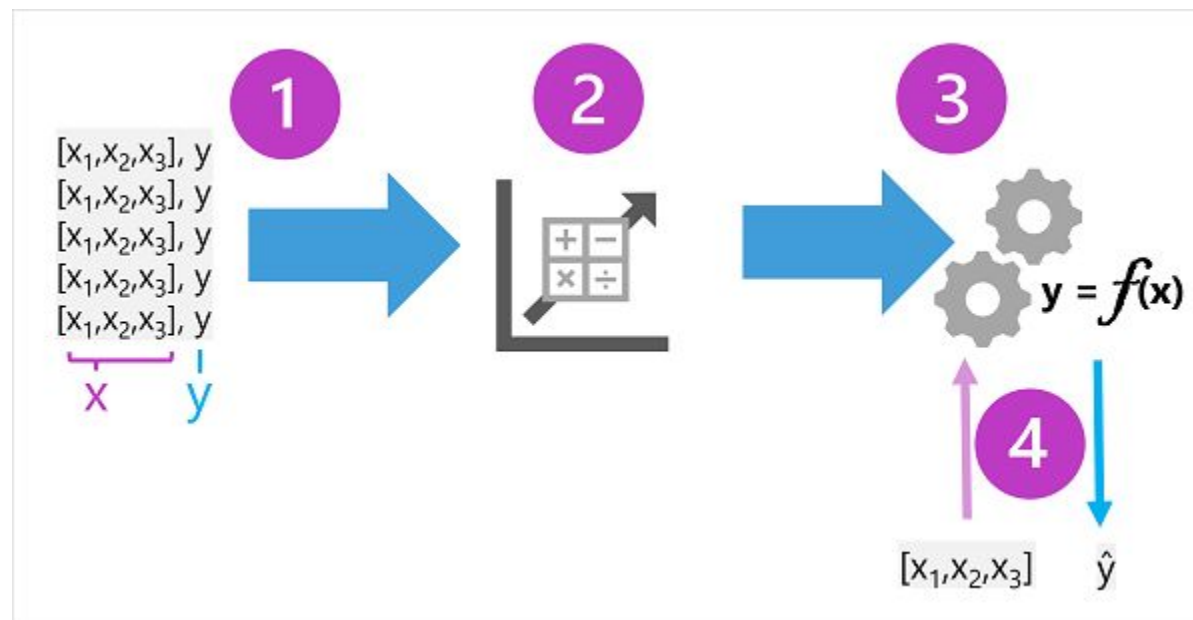 1
2
3
[x₁,x₂,x₃], y
[x₁,x₂,x₃], y
[x₁,x₂,x₃], y
[x₁,x₂,x₃], y
[x₁,x₂,x₃], y
x y
+ −
× ÷
y = f(x)
4
[x₁,x₂,x₃] ŷ